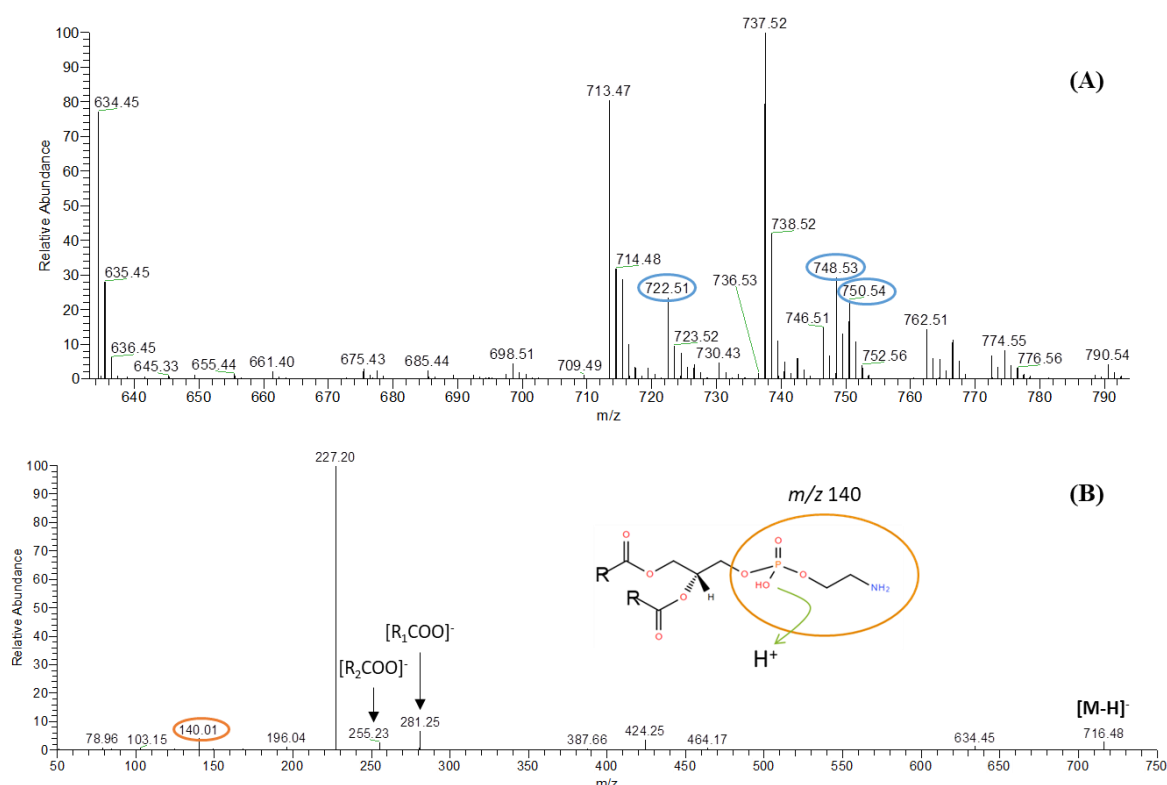 (A)
Relative Abundance
100
90
80
70
60
50
40
30
20
10
0
634.45
635.45
636.45
645.33
655.44
661.40
675.43
685.44
698.51
709.49
713.47
714.48
722.51
723.52
730.43
736.53
737.52
738.52
746.51
748.53
750.54
752.56
762.51
774.55
776.56
790.54
640 650 660 670 680 690 700 710 720 730 740 750 760 770 780 790
m/z
(B)
Relative Abundance
100
90
80
70
60
50
40
30
20
10
0
227.20
m/z 140
O
O
O
P
O
HO
O
NH₂
R
R
O
H
O
H⁺
[R₁COO]⁻
[R₂COO]⁻
[M-H]⁻
78.96
103.15
140.01
196.04
255.23
281.25
387.66
424.25
464.17
634.45
716.48
50 100 150 200 250 300 350 400 450 500 550 600 650 700 750
m/z